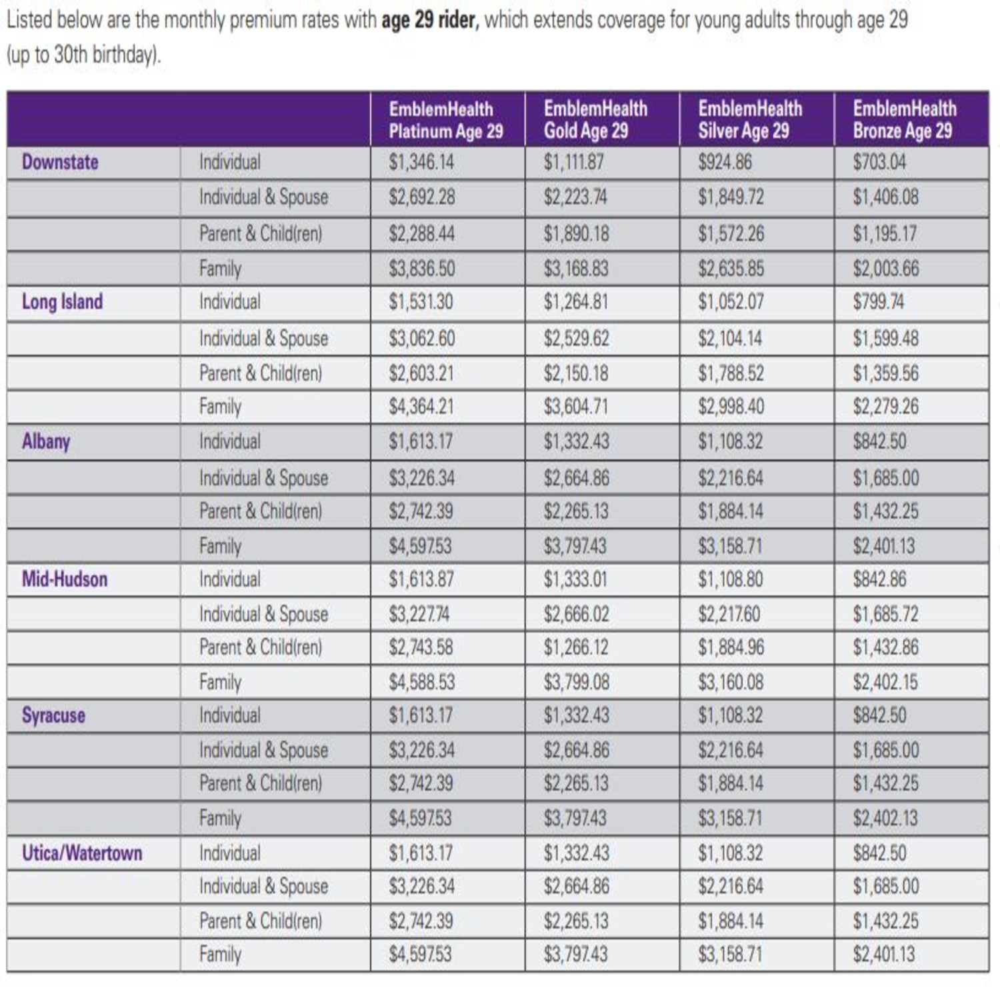 Listed below are the monthly premium rates with age 29 rider, which extends coverage for young adults through age 29
(up to 30th birthday).
EmblemHealth Platinum Age 29 EmblemHealth Gold Age 29 EmblemHealth Silver Age 29 EmblemHealth Bronze Age 29
Downstate Individual $1,346.14 $1,111.87 $924.86 $703.04
Individual & Spouse $2,692.28 $2,223.74 $1,849.72 $1,406.08
Parent & Child(ren) $2,288.44 $1,890.18 $1,572.26 $1,195.17
Family $3,836.50 $3,168.83 $2,635.85 $2,003.66
Long Island Individual $1,531.30 $1,264.81 $1,052.07 $799.74
Individual & Spouse $3,062.60 $2,529.62 $2,104.14 $1,599.48
Parent & Child(ren) $2,603.21 $2,150.18 $1,788.52 $1,359.56
Family $4,364.21 $3,604.71 $2,998.40 $2,279.26
Albany Individual $1,613.17 $1,332.43 $1,108.32 $842.50
Individual & Spouse $3,226.34 $2,664.86 $2,216.64 $1,685.00
Parent & Child(ren) $2,742.39 $2,265.13 $1,884.14 $1,432.25
Family $4,597.53 $3,797.43 $3,158.71 $2,401.13
Mid-Hudson Individual $1,613.87 $1,333.01 $1,108.80 $842.86
Individual & Spouse $3,227.74 $2,666.02 $2,217.60 $1,685.72
Parent & Child(ren) $2,743.58 $1,266.12 $1,884.96 $1,432.86
Family $4,588.53 $3,799.08 $3,160.08 $2,402.15
Syracuse Individual $1,613.17 $1,332.43 $1,108.32 $842.50
Individual & Spouse $3,226.34 $2,664.86 $2,216.64 $1,685.00
Parent & Child(ren) $2,742.39 $2,265.13 $1,884.14 $1,432.25
Family $4,597.53 $3,797.43 $3,158.71 $2,402.13
Utica/Watertown Individual $1,613.17 $1,332.43 $1,108.32 $842.50
Individual & Spouse $3,226.34 $2,664.86 $2,216.64 $1,685.00
Parent & Child(ren) $2,742.39 $2,265.13 $1,884.14 $1,432.25
Family $4,597.53 $3,797.43 $3,158.71 $2,401.13